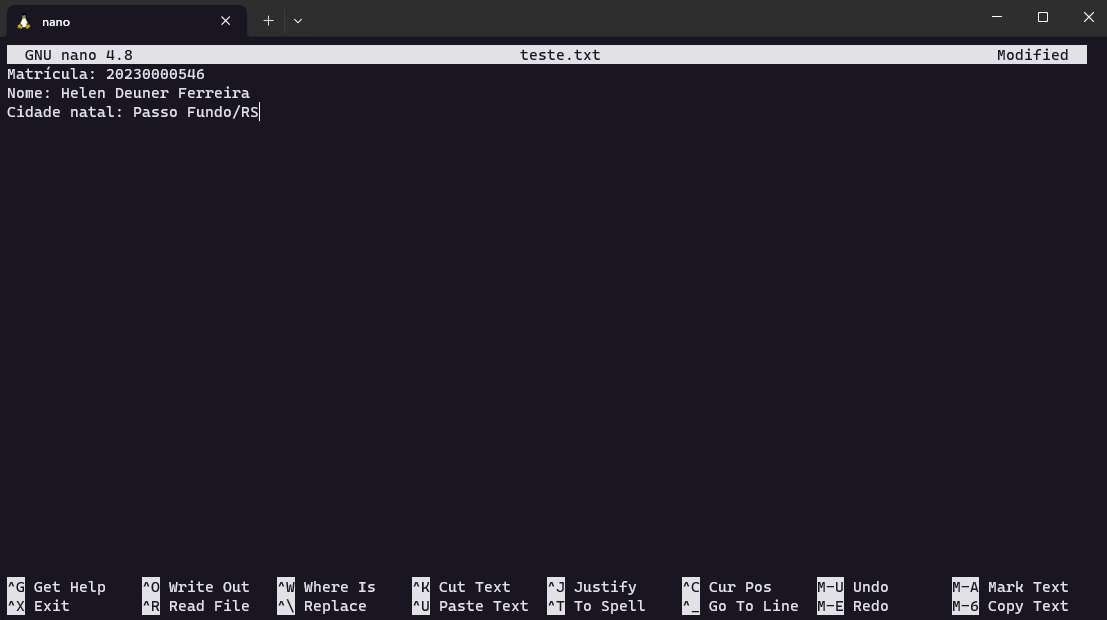 nano
GNU nano 4.8 teste.txt Modified
Matrícula: 20230000546
Nome: Helen Deuner Ferreira
Cidade natal: Passo Fundo/RS
^G Get Help ^O Write Out ^W Where Is ^K Cut Text ^J Justify ^C Cur Pos M-U Undo M-A Mark Text
^X Exit ^R Read File ^\ Replace ^U Paste Text ^T To Spell ^_ Go To Line M-E Redo M-6 Copy Text